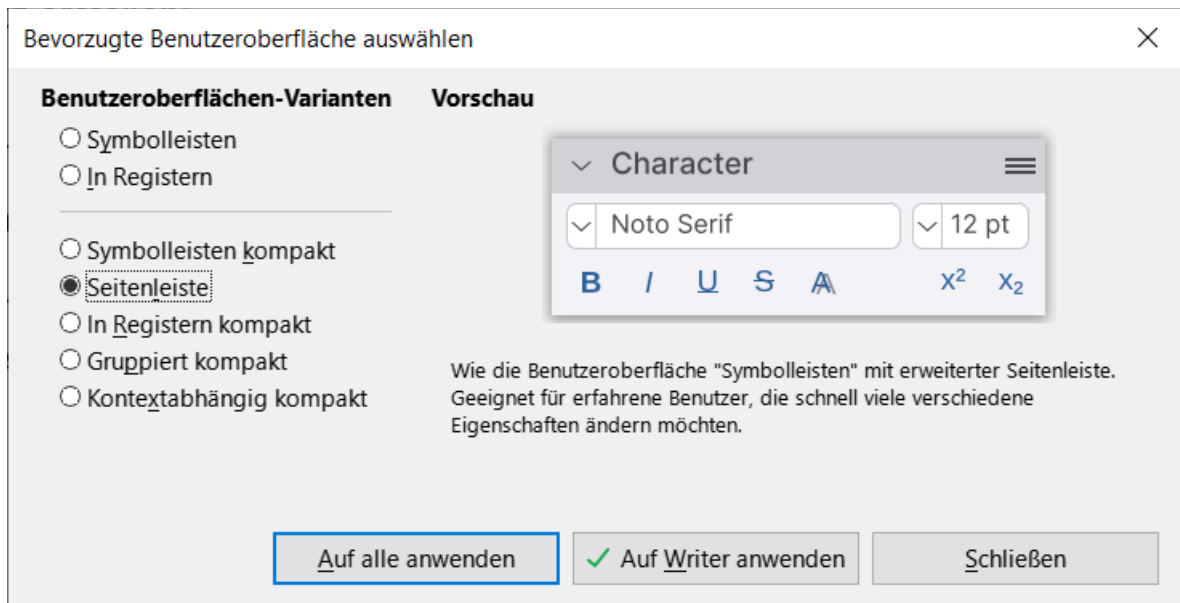 Bevorzugte Benutzeroberfläche auswählen
Benutzeroberflächen-Varianten
Symbolleisten
In Registern
Symbolleisten kompakt
Seitenleiste
In Registern kompakt
Gruppiert kompakt
Kontextabhängig kompakt
Vorschau
Character
Noto Serif 12 pt
B I U S A x² x₂
Wie die Benutzeroberfläche "Symbolleisten" mit erweiterter Seitenleiste.
Geeignet für erfahrene Benutzer, die schnell viele verschiedene
Eigenschaften ändern möchten.
Auf alle anwenden Auf Writer anwenden Schließen